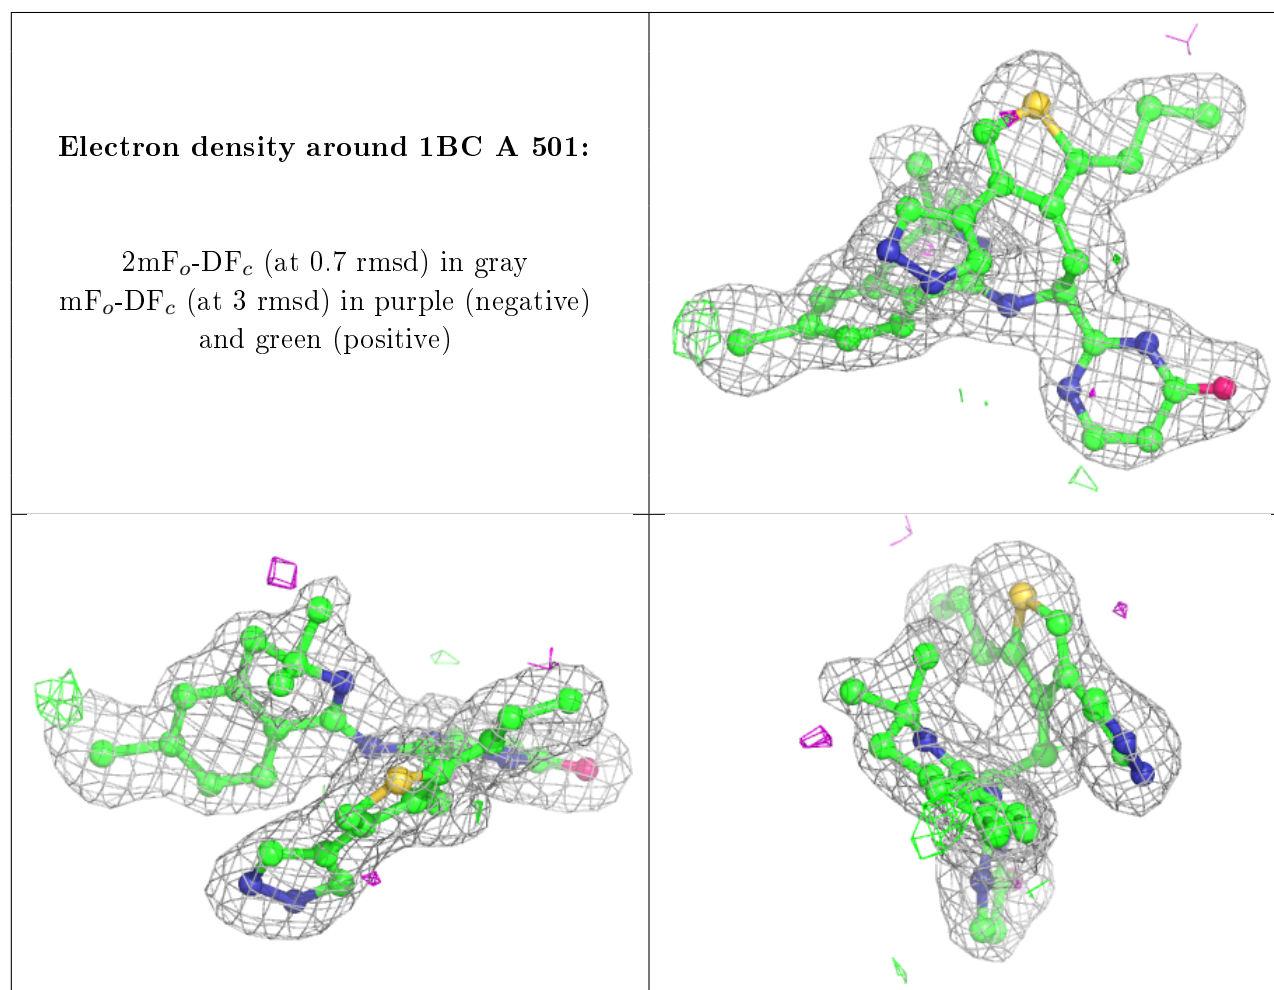 Electron density around 1BC A 501:
2mFo-DFc (at 0.7 rmsd) in gray
mFo-DFc (at 3 rmsd) in purple (negative)
and green (positive)